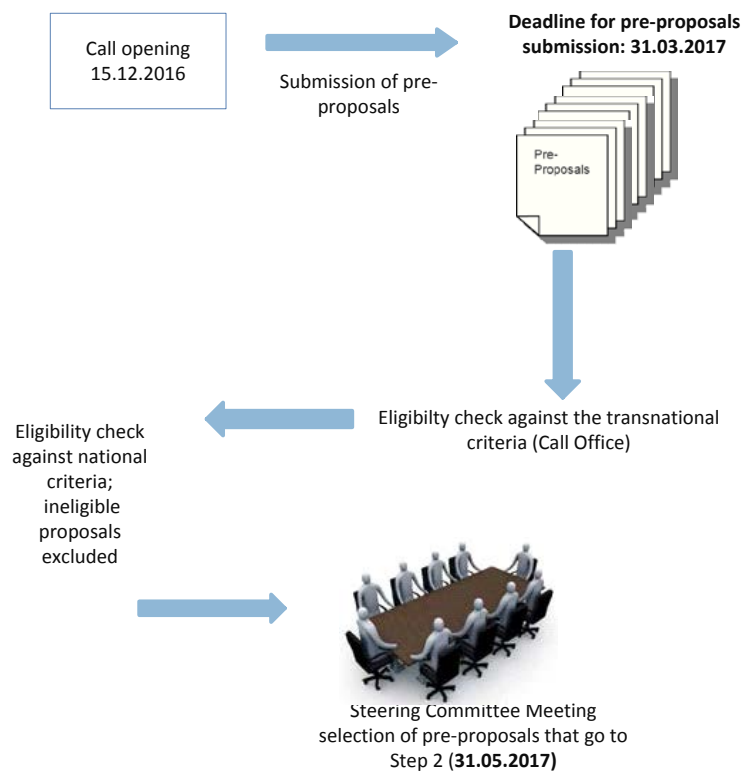 Call opening
15.12.2016
Submission of pre-
proposals
Deadline for pre-proposals
submission: 31.03.2017
Pre-
Proposals
Eligibilty check against the transnational
criteria (Call Office)
Eligibility check
against national
criteria;
ineligible
proposals
excluded
Steering Committee Meeting
selection of pre-proposals that go to
Step 2 (31.05.2017)